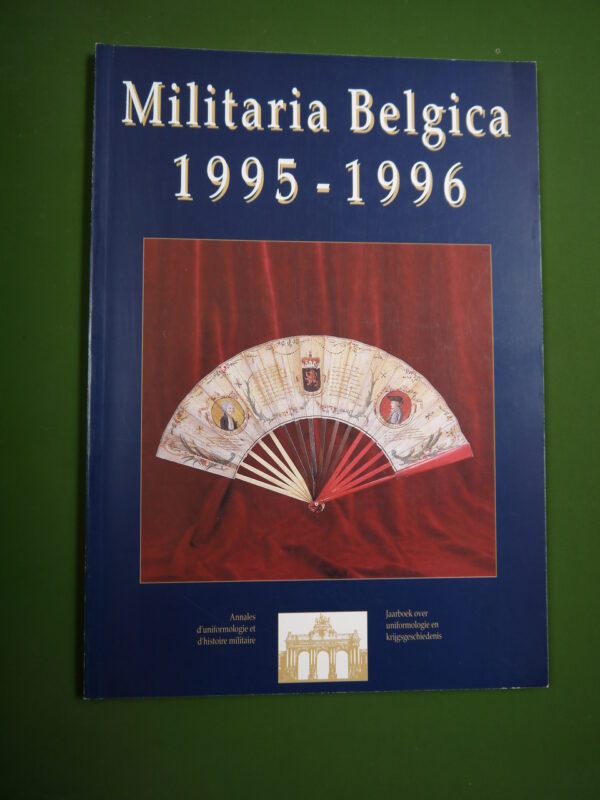 Militaria Belgica
1995 - 1996
Annales
d'uniformologie et
d'histoire militaire
Jaarboek over
uniformologie en
krijgsgeschiedenis